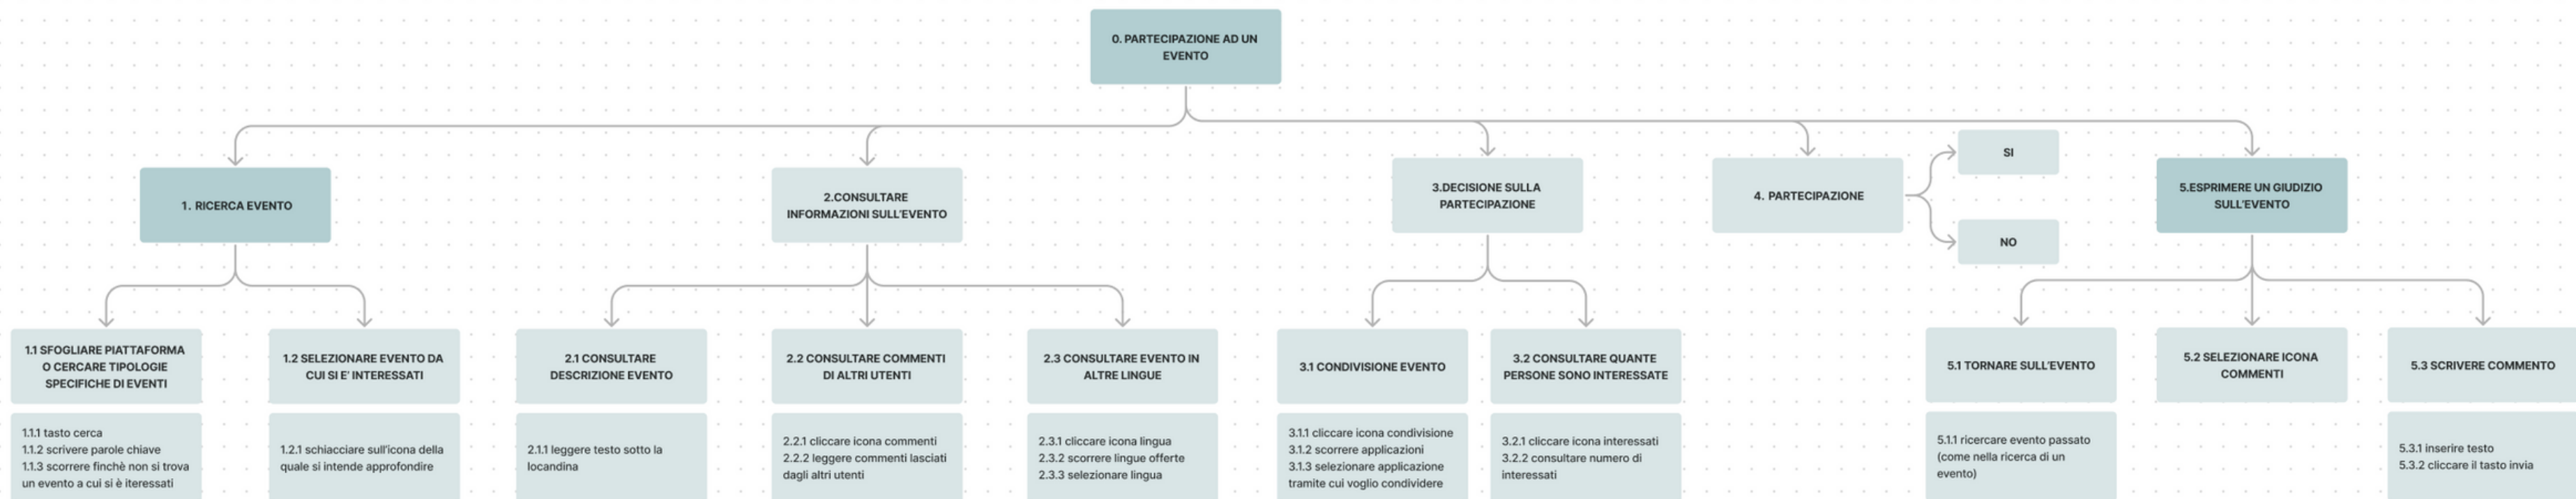 0. PARTECIPAZIONE AD UN
EVENTO
1. RICERCA EVENTO
2.CONSULTARE
INFORMAZIONI SULL'EVENTO
3.DECISIONE SULLA
PARTECIPAZIONE
4. PARTECIPAZIONE
SI
NO
5.ESPRIMERE UN GIUDIZIO
SULL'EVENTO
1.1 SFOGLIARE PIATTAFORMA
O CERCARE TIPOLOGIE
SPECIFICHE DI EVENTI
1.2 SELEZIONARE EVENTO DA
CUI SI E' INTERESSATI
2.1 CONSULTARE
DESCRIZIONE EVENTO
2.2 CONSULTARE COMMENTI
DI ALTRI UTENTI
2.3 CONSULTARE EVENTO IN
ALTRE LINGUE
3.1 CONDIVISIONE EVENTO
3.2 CONSULTARE QUANTE
PERSONE SONO INTERESSATE
5.1 TORNARE SULL'EVENTO
5.2 SELEZIONARE ICONA
COMMENTI
5.3 SCRIVERE COMMENTO
1.1.1 tasto cerca
1.1.2 scrivere parole chiave
1.1.3 scorrere finchè non si trova
un evento a cui si è iteressati
1.2.1 schiacciare sull'icona della
quale si intende approfondire
2.1.1 leggere testo sotto la
locandina
2.2.1 cliccare icona commenti
2.2.2 leggere commenti lasciati
dagli altri utenti
2.3.1 cliccare icona lingua
2.3.2 scorrere lingue offerte
2.3.3 selezionare lingua
3.1.1 cliccare icona condivisione
3.1.2 scorrere applicazioni
3.1.3 selezionare applicazione
tramite cui voglio condividere
3.2.1 cliccare icona interessati
3.2.2 consultare numero di
interessati
5.1.1 ricercare evento passato
(come nella ricerca di un
evento)
5.3.1 inserire testo
5.3.2 cliccare il tasto invia